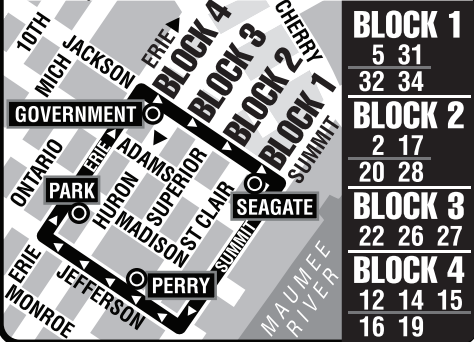 10TH
MICH
JACKSON
ERIE
BLOCK 4
BLOCK 3
BLOCK 2
BLOCK 1
CHERRY
SUMMIT
GOVERNMENT
ONTARIO
ERIE
ADAMS
PARK
HURON
SUPERIOR
MADISON
ST CLAIR
SEAGATE
SUMMIT
ERIE
MONROE
JEFFERSON
PERRY
MAUMEE
RIVER
BLOCK 1
5 31
32 34
BLOCK 2
2 17
20 28
BLOCK 3
22 26 27
BLOCK 4
12 14 15
16 19